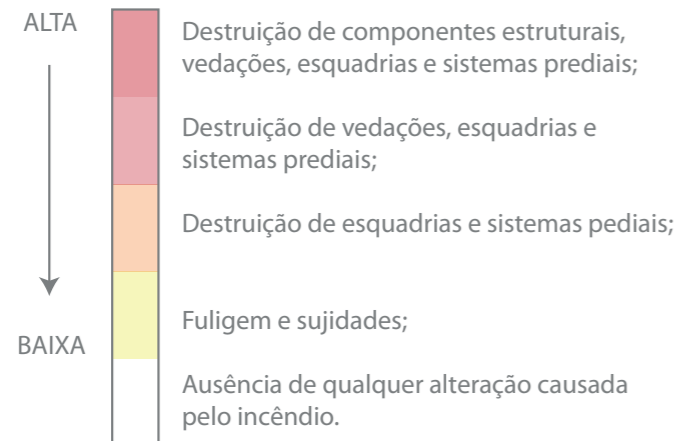 ALTA
Destruição de componentes estruturais,
vedações, esquadrias e sistemas prediais;
Destruição de vedações, esquadrias e
sistemas prediais;
Destruição de esquadrias e sistemas pediais;
Fuligem e sujidades;
BAIXA
Ausência de qualquer alteração causada
pelo incêndio.